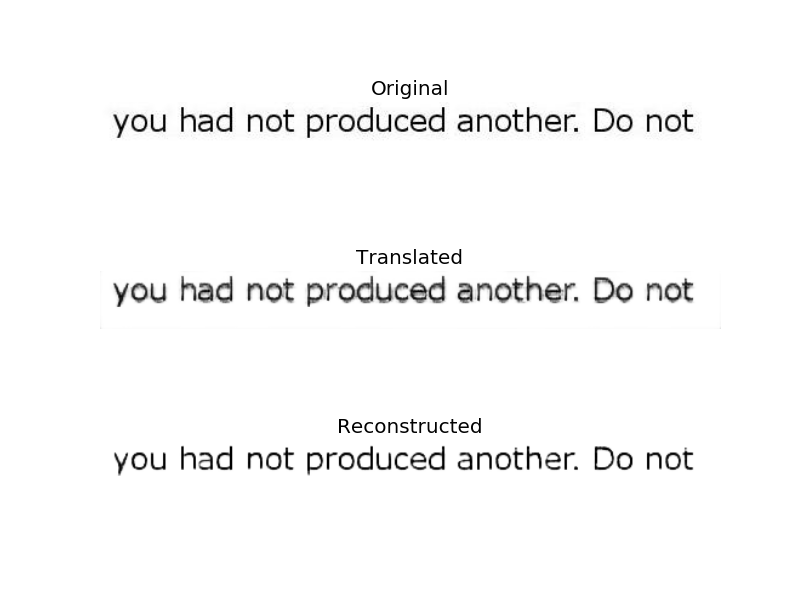 Original
you had not produced another. Do not
Translated
you had not produced another. Do not
Reconstructed
you had not produced another. Do not